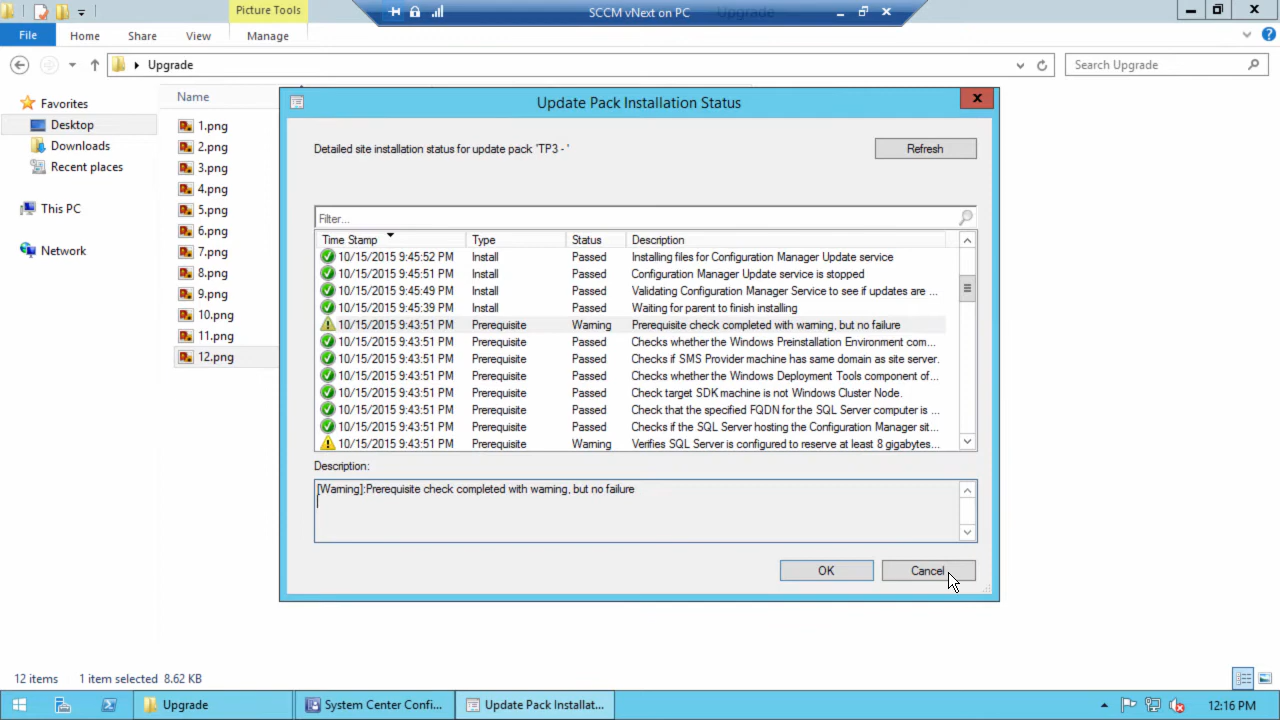 Picture Tools
SCCM vNext on PC
Upgrade
File
Home
Share
View
Manage
Upgrade
Search Upgrade
Favorites
Desktop
Downloads
Recent places
This PC
Network
Name
1.png
2.png
3.png
4.png
5.png
6.png
7.png
8.png
9.png
10.png
11.png
12.png
Update Pack Installation Status
Detailed site installation status for update pack 'TP3 - '
Refresh
Filter...
Time Stamp Type Status Description
10/15/2015 9:45:52 PM Install Passed Installing files for Configuration Manager Update service
10/15/2015 9:45:51 PM Install Passed Configuration Manager Update service is stopped
10/15/2015 9:45:49 PM Install Passed Validating Configuration Manager Service to see if updates are ...
10/15/2015 9:45:39 PM Install Passed Waiting for parent to finish installing
10/15/2015 9:43:51 PM Prerequisite Warning Prerequisite check completed with warning, but no failure
10/15/2015 9:43:51 PM Prerequisite Passed Checks whether the Windows Preinstallation Environment com...
10/15/2015 9:43:51 PM Prerequisite Passed Checks if SMS Provider machine has same domain as site server.
10/15/2015 9:43:51 PM Prerequisite Passed Checks whether the Windows Deployment Tools component of...
10/15/2015 9:43:51 PM Prerequisite Passed Check target SDK machine is not Windows Cluster Node.
10/15/2015 9:43:51 PM Prerequisite Passed Check that the specified FQDN for the SQL Server computer is ...
10/15/2015 9:43:51 PM Prerequisite Passed Checks if the SQL Server hosting the Configuration Manager sit...
10/15/2015 9:43:51 PM Prerequisite Warning Verifies SQL Server is configured to reserve at least 8 gigabytes...
Description:
[Warning]:Prerequisite check completed with warning, but no failure
OK
Cancel
12 items 1 item selected 8.62 KB
Upgrade
System Center Confi...
Update Pack Installat...
12:16 PM